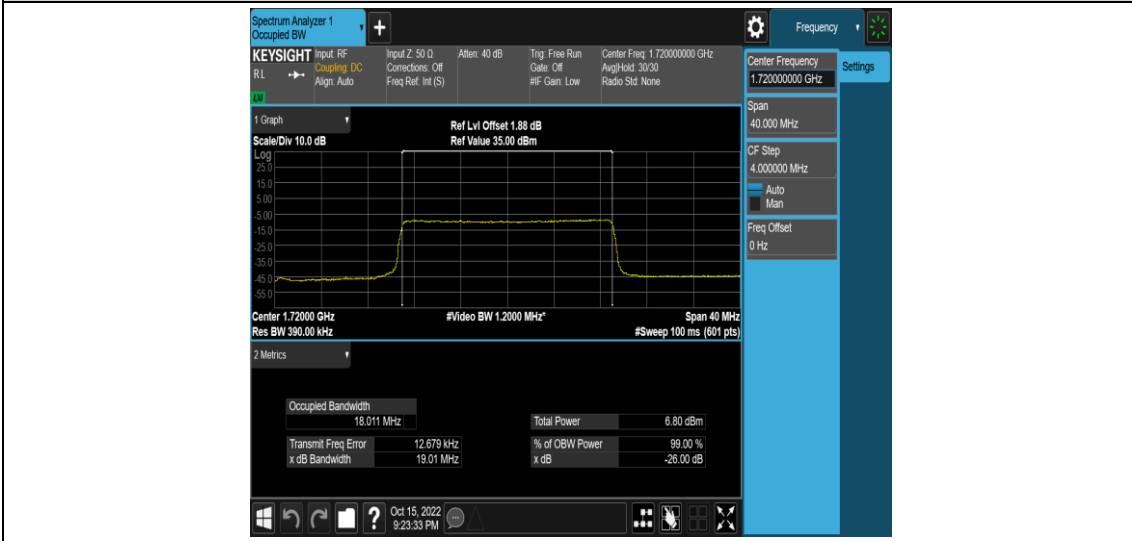 Spectrum Analyzer 1
Occupied BW
+
Frequency
KEYSIGHT Input: RF Input Z: 50 Ω Atten: 40 dB Trig: Free Run Center Freq: 1.720000000 GHz
RL Coupling: DC Corrections: Off Gate: Off Avg|Hold: 30/30
Align: Auto Freq Ref: Int (S) #IF Gain: Low Radio Std: None
LXI
Center Frequency
1.720000000 GHz
Settings
Span
40.000 MHz
CF Step
4.000000 MHz
Auto
Man
Freq Offset
0 Hz
1 Graph
Ref Lvl Offset 1.88 dB
Scale/Div 10.0 dB Ref Value 35.00 dBm
Log
25.0
15.0
5.00
-5.00
-15.0
-25.0
-35.0
-45.0
-55.0
Center 1.72000 GHz #Video BW 1.2000 MHz* Span 40 MHz
Res BW 390.00 kHz #Sweep 100 ms (601 pts)
2 Metrics
Occupied Bandwidth
18.011 MHz Total Power 6.80 dBm
Transmit Freq Error 12.679 kHz % of OBW Power 99.00 %
x dB Bandwidth 19.01 MHz x dB -26.00 dB
? Oct 15, 2022
9:23:33 PM